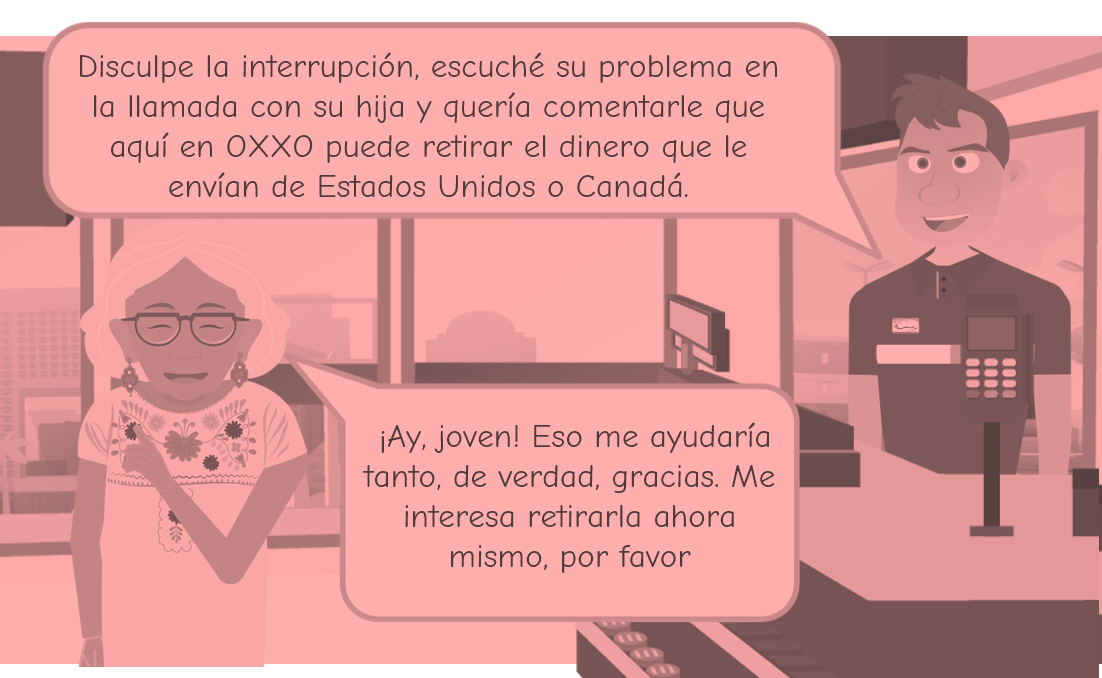 Disculpe la interrupción, escuché su problema en
la llamada con su hija y quería comentarle que
aquí en OXXO puede retirar el dinero que le
envían de Estados Unidos o Canadá.
¡Ay, joven! Eso me ayudaría
tanto, de verdad, gracias. Me
interesa retirarla ahora
mismo, por favor